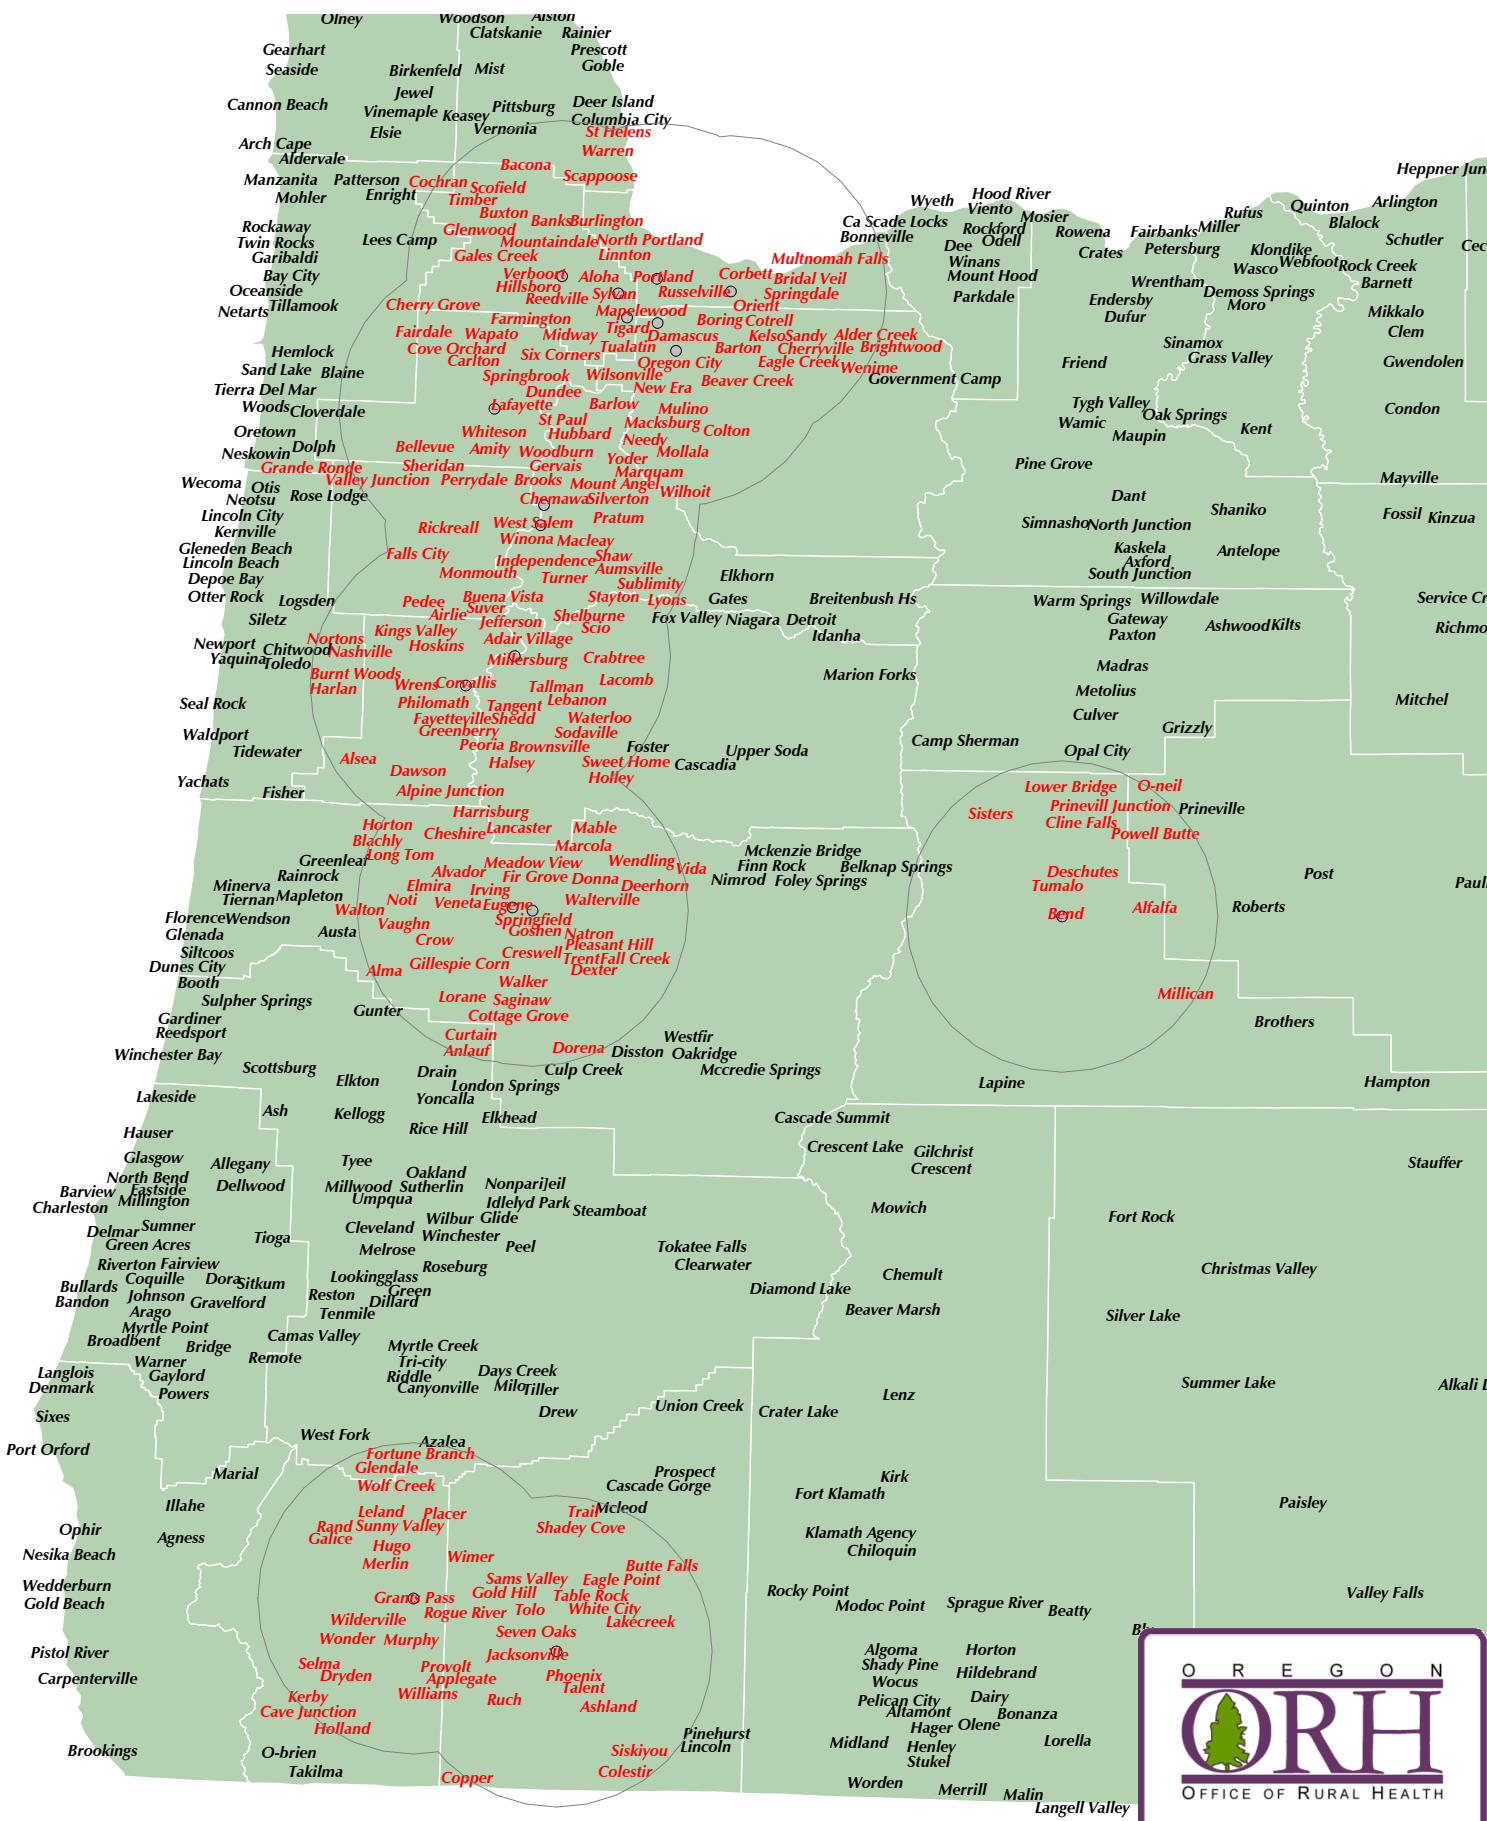 Olney
Woodson
Alston
Clatskanie
Rainier
Gearhart
Prescott
Seaside
Birkenfeld
Mist
Goble
Jewel
Cannon Beach
Vinemaple
Keasey
Pittsburg
Deer Island
Columbia City
Elsie
Vernonia
St Helens
Arch Cape
Warren
Aldervale
Bacona
Manzanita
Patterson
Cochran
Scofield
Scappoose
Mohler
Enright
Timber
Buxton
Banks
Burlington
Rockaway
Glenwood
Twin Rocks
Lees Camp
Mountaindale
North Portland
Garibaldi
Gales Creek
Linnton
Bay City
Verboort
Aloha
Portland
Corbett
Multnomah Falls
Bridal Veil
Oceanside
Hillsboro
Reedville
Sylvan
Russelville
Springdale
Netarts
Tillamook
Cherry Grove
Farmington
Mapelwood
Orient
Fairdale
Wapato
Midway
Tigard
Boring
Cotrell
Damascus
Kelso
Sandy
Alder Creek
Hemlock
Cove Orchard
Six Corners
Tualatin
Barton
Cherryville
Brightwood
Carlton
Oregon City
Eagle Creek
Wenime
Sand Lake
Blaine
Springbrook
Wilsonville
Beaver Creek
Government Camp
Tierra Del Mar
Dundee
New Era
Woods
Cloverdale
Lafayette
Barlow
Mulino
St Paul
Macksburg
Oretown
Whiteson
Hubbard
Needy
Colton
Neskowin
Dolph
Bellevue
Amity
Woodburn
Yoder
Mollala
Grande Ronde
Sheridan
Gervais
Marquam
Wecoma
Otis
Valley Junction
Perrydale
Brooks
Mount Angel
Wilhoit
Neotsu
Rose Lodge
Chemawa
Silverton
Lincoln City
Rickreall
West Salem
Pratum
Kernville
Winona
Macleay
Gleneden Beach
Falls City
Independence
Shaw
Lincoln Beach
Monmouth
Turner
Aumsville
Depoe Bay
Sublimity
Elkhorn
Otter Rock
Logsden
Pedee
Buena Vista
Stayton
Lyons
Gates
Breitenbush Hs
Siletz
Airlie
Suver
Jefferson
Shelburne
Scio
Fox Valley
Niagara
Detroit
Idanha
Newport
Chitwood
Nortons
Kings Valley
Hoskins
Adair Village
Yaquina
Toledo
Nashville
Millersburg
Crabtree
Marion Forks
Burnt Woods
Harlan
Wrens
Corvallis
Tallman
Lacomb
Seal Rock
Philomath
Tangent
Lebanon
Fayetteville
Shedd
Waterloo
Waldport
Greenberry
Sodaville
Tidewater
Peoria
Brownsville
Foster
Upper Soda
Alsea
Halsey
Sweet Home
Cascadia
Yachats
Dawson
Holley
Fisher
Alpine Junction
Harrisburg
Horton
Cheshire
Lancaster
Mable
Blachly
Marcola
Greenleaf
Long Tom
Meadow View
Wendling
Vida
Mckenzie Bridge
Finn Rock
Belknap Springs
Rainrock
Alvador
Fir Grove
Donna
Deerhorn
Nimrod
Foley Springs
Minerva
Elmira
Irving
Tiernan
Mapleton
Noti
Veneta
Eugene
Walterville
Florence
Wendson
Walton
Vaughn
Springfield
Glenada
Austa
Crow
Goshen
Natron
Siltcoos
Creswell
Pleasant Hill
Dunes City
Alma
Gillespie Corn
Trent
Fall Creek
Dexter
Booth
Walker
Sulpher Springs
Gunter
Lorane
Saginaw
Gardiner
Cottage Grove
Reedsport
Curtain
Westfir
Winchester Bay
Anlauf
Dorena
Disston
Oakridge
Scottsburg
Elkton
Drain
Culp Creek
Mccredie Springs
London Springs
Lakeside
Yoncalla
Ash
Kellogg
Elkhead
Rice Hill
Cascade Summit
Hauser
Crescent Lake
Gilchrist
Glasgow
Allegany
Tyee
Oakland
Crescent
North Bend
Dellwood
Millwood
Sutherlin
NonpariJeil
Barview
Eastside
Millington
Umpqua
Idlelyd Park
Charleston
Steamboat
Mowich
Delmar
Sumner
Cleveland
Wilbur
Glide
Green Acres
Tioga
Melrose
Winchester
Peel
Tokatee Falls
Riverton
Fairview
Roseburg
Clearwater
Bullards
Coquille
Dora
Sitkum
Lookingglass
Green
Chemult
Bandon
Johnson
Gravelford
Reston
Dillard
Diamond Lake
Arago
Tenmile
Beaver Marsh
Myrtle Point
Camas Valley
Broadbent
Bridge
Myrtle Creek
Warner
Remote
Tri-city
Langlois
Gaylord
Riddle
Days Creek
Denmark
Powers
Canyonville
Milo
Tiller
Lenz
Sixes
Drew
Union Creek
Crater Lake
Port Orford
West Fork
Azalea
Fortune Branch
Marial
Glendale
Prospect
Kirk
Wolf Creek
Cascade Gorge
Fort Klamath
Illahe
Leland
Placer
Trail
Mcleod
Ophir
Rand
Sunny Valley
Shadey Cove
Klamath Agency
Agness
Galice
Hugo
Chiloquin
Nesika Beach
Merlin
Wimer
Butte Falls
Wedderburn
Sams Valley
Eagle Point
Rocky Point
Gold Beach
Grants Pass
Gold Hill
Table Rock
Modoc Point
Sprague River
Beatty
Wilderville
Rogue River
Tolo
White City
Lakecreek
Pistol River
Wonder
Murphy
Seven Oaks
Algoma
Horton
Carpenterville
Selma
Dryden
Provolt
Jacksonville
Shady Pine
Hildebrand
Applegate
Phoenix
Wocus
Kerby
Williams
Ruch
Talent
Pelican City
Dairy
Cave Junction
Ashland
Altamont
Bonanza
Holland
Hager
Olene
Brookings
O-brien
Siskiyou
Pinehurst
Lincoln
Midland
Henley
Lorella
Takilma
Copper
Colestir
Stukel
Worden
Merrill
Malin
Langell Valley
Wyeth
Hood River
Viento
Ca Scade Locks
Bonneville
Rockford
Mosier
Dee
Odell
Rowena
Fairbanks
Miller
Rufus
Quinton
Arlington
Blalock
Winans
Crates
Petersburg
Klondike
Schutler
Mount Hood
Wasco
Webfoot
Rock Creek
Parkdale
Wrentham
Demoss Springs
Barnett
Endersby
Moro
Mikkalo
Dufur
Clem
Sinamox
Friend
Grass Valley
Gwendolen
Tygh Valley
Oak Springs
Condon
Wamic
Maupin
Kent
Pine Grove
Mayville
Dant
Shaniko
Simnasho
North Junction
Fossil
Kinzua
Kaskela
Antelope
Axford
South Junction
Warm Springs
Willowdale
Gateway
Ashwood
Kilts
Paxton
Madras
Metolius
Mitchel
Culver
Grizzly
Camp Sherman
Opal City
Lower Bridge
O-neil
Sisters
Prinevill Junction
Prineville
Cline Falls
Powell Butte
Deschutes
Post
Tumalo
Bend
Alfalfa
Roberts
Millican
Brothers
Lapine
Hampton
Stauffer
Fort Rock
Christmas Valley
Silver Lake
Summer Lake
Paisley
Valley Falls
OREGON
ORH
OFFICE OF RURAL HEALTH